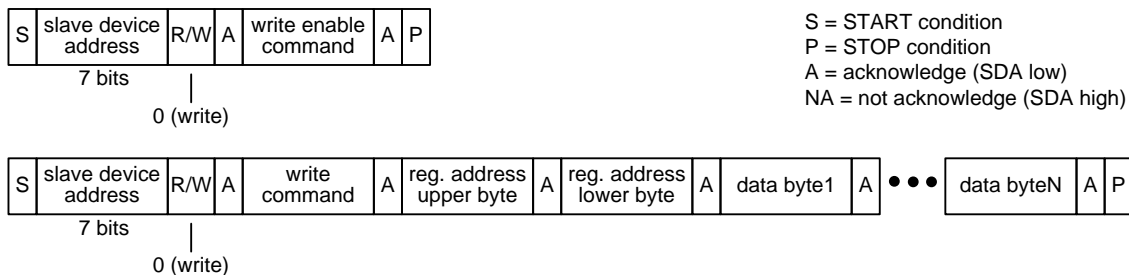 S slave device address R/W A write enable command A P
7 bits
0 (write)
S = START condition
P = STOP condition
A = acknowledge (SDA low)
NA = not acknowledge (SDA high)
S slave device address R/W A write command A reg. address upper byte A reg. address lower byte A data byte1 A ••• data byteN A P
7 bits
0 (write)